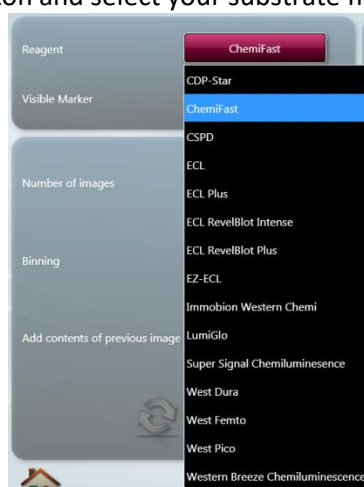 on and select your substrate
Reagent
ChemiFast
Visible Marker
CDP-Star
ChemiFast
CSPD
ECL
Number of images
ECL Plus
ECL RevelBlot Intense
Binning
ECL RevelBlot Plus
EZ-ECL
Immobion Western Chemi
Add contents of previous image
LumiGlo
Super Signal Chemiluminesence
West Dura
West Femto
West Pico
Western Breeze Chemiluminescence